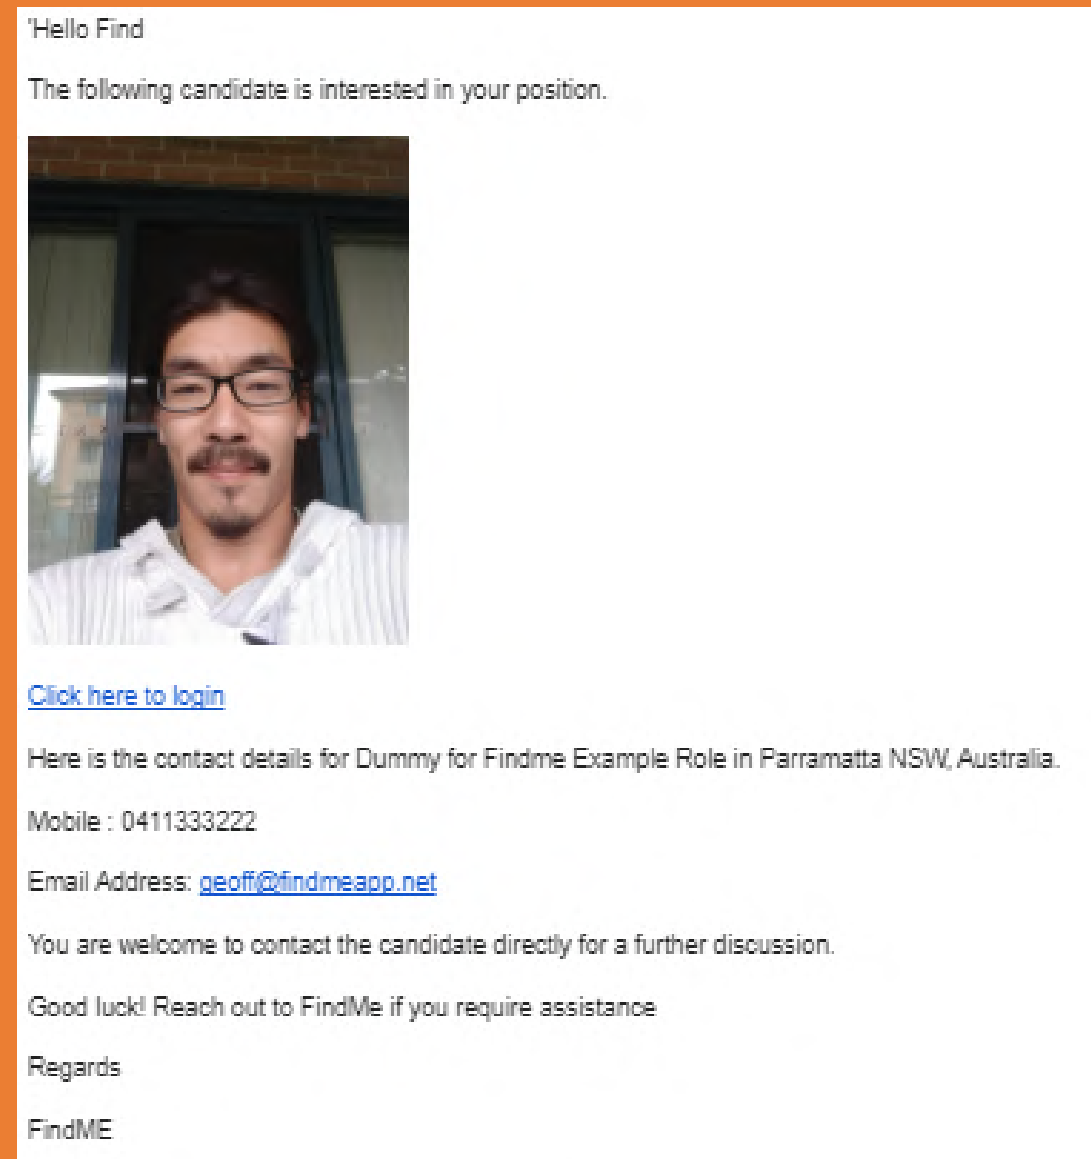 'Hello Find
The following candidate is interested in your position.
Click here to login
Here is the contact details for Dummy for Findme Example Role in Parramatta NSW, Australia.
Mobile : 0411333222
Email Address: geoff@findmeapp.net
You are welcome to contact the candidate directly for a further discussion.
Good luck! Reach out to FindMe if you require assistance
Regards
FindME